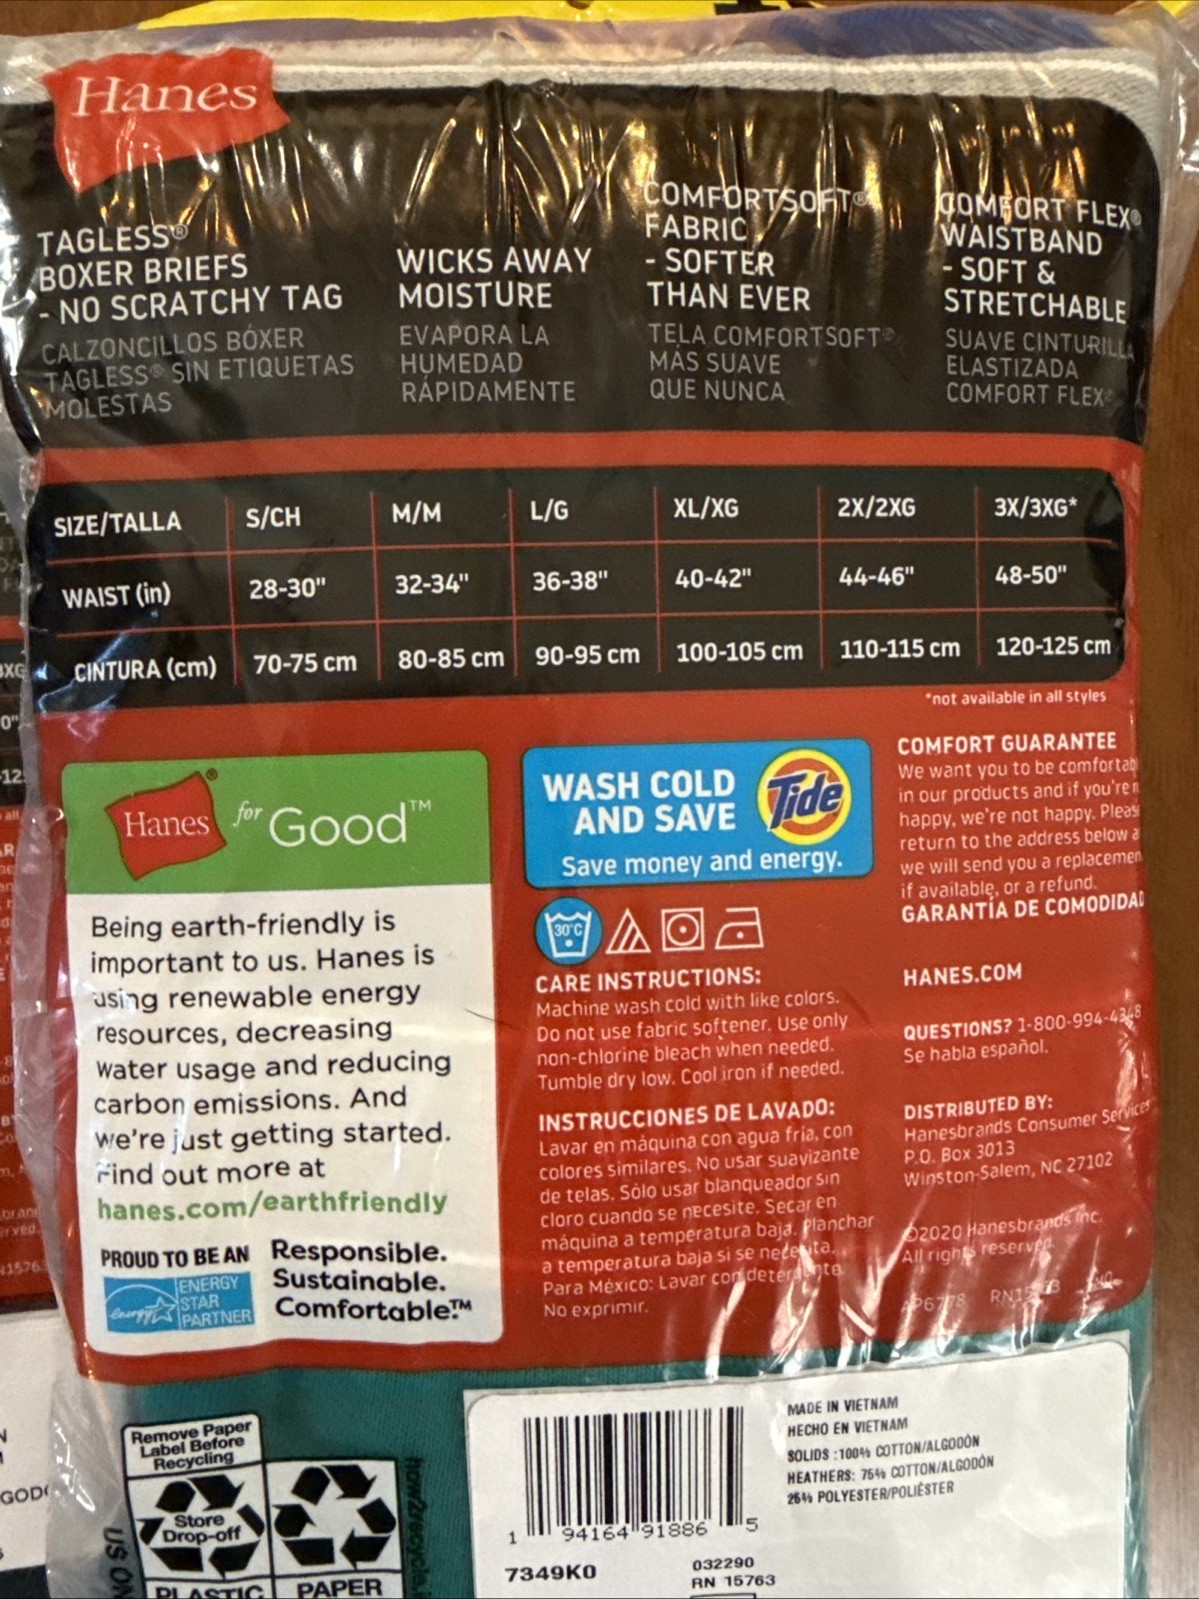 Hanes
TAGLESS®
BOXER BRIEFS
- NO SCRATCHY TAG
CALZONCILLOS BÓXER
TAGLESS® SIN ETIQUETAS
MOLESTAS
WICKS AWAY
MOISTURE
EVAPORA LA
HUMEDAD
RÁPIDAMENTE
COMFORTSOFT®
FABRIC
- SOFTER
THAN EVER
TELA COMFORTSOFT®
MÁS SUAVE
QUE NUNCA
COMFORT FLEX®
WAISTBAND
- SOFT &
STRETCHABLE
SUAVE CINTURILLA
ELASTIZADA
COMFORT FLEX®
SIZE/TALLA S/CH M/M L/G XL/XG 2X/2XG 3X/3XG*
WAIST (in) 28-30" 32-34" 36-38" 40-42" 44-46" 48-50"
CINTURA (cm) 70-75 cm 80-85 cm 90-95 cm 100-105 cm 110-115 cm 120-125 cm
*not available in all styles
Hanes® for Good™
Being earth-friendly is
important to us. Hanes is
using renewable energy
resources, decreasing
water usage and reducing
carbon emissions. And
we're just getting started.
Find out more at
hanes.com/earthfriendly
PROUD TO BE AN
energy
ENERGY
STAR
PARTNER
Responsible.
Sustainable.
Comfortable.™
WASH COLD
AND SAVE
Tide
Save money and energy.
30°C
CARE INSTRUCTIONS:
Machine wash cold with like colors.
Do not use fabric softener. Use only
non-chlorine bleach when needed.
Tumble dry low. Cool iron if needed.
INSTRUCCIONES DE LAVADO:
Lavar en máquina con agua fría, con
colores similares. No usar suavizante
de telas. Sólo usar blanqueador sin
cloro cuando se necesite. Secar en
máquina a temperatura baja. Planchar
a temperatura baja si se necesita.
Para México: Lavar con detergente.
No exprimir.
COMFORT GUARANTEE
We want you to be comfortab
in our products and if you're n
happy, we're not happy. Pleas
return to the address below a
we will send you a replacemen
if available, or a refund.
GARANTÍA DE COMODIDAD
HANES.COM
QUESTIONS? 1-800-994-4348
Se habla español.
DISTRIBUTED BY:
Hanesbrands Consumer Services
P.O. Box 3013
Winston-Salem, NC 27102
©2020 Hanesbrands Inc.
All rights reserved.
AP6778
Remove Paper
Label Before
Recycling
Store
Drop-off
PLASTIC
PAPER
how2recycle.i
US ON
1 94164 91886 5
7349K0
032290
RN 15763
MADE IN VIETNAM
HECHO EN VIETNAM
SOLIDS :100% COTTON/ALGODÓN
HEATHERS: 75% COTTON/ALGODÓN
25% POLYESTER/POLIÉSTER